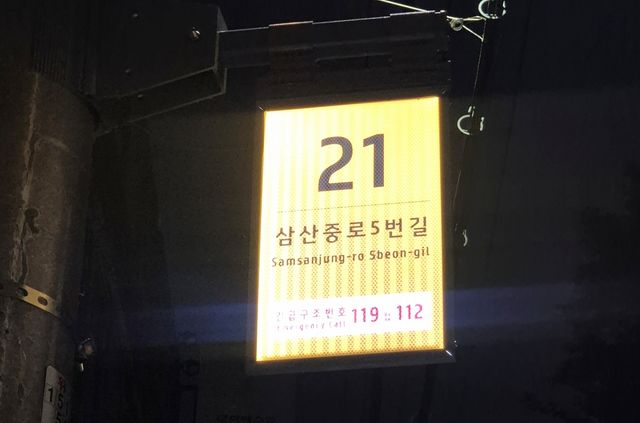 21
삼산중로5번길
Samsanjung-ro 5beon-gil
긴급구조번호 119 및 112
Emergency Call